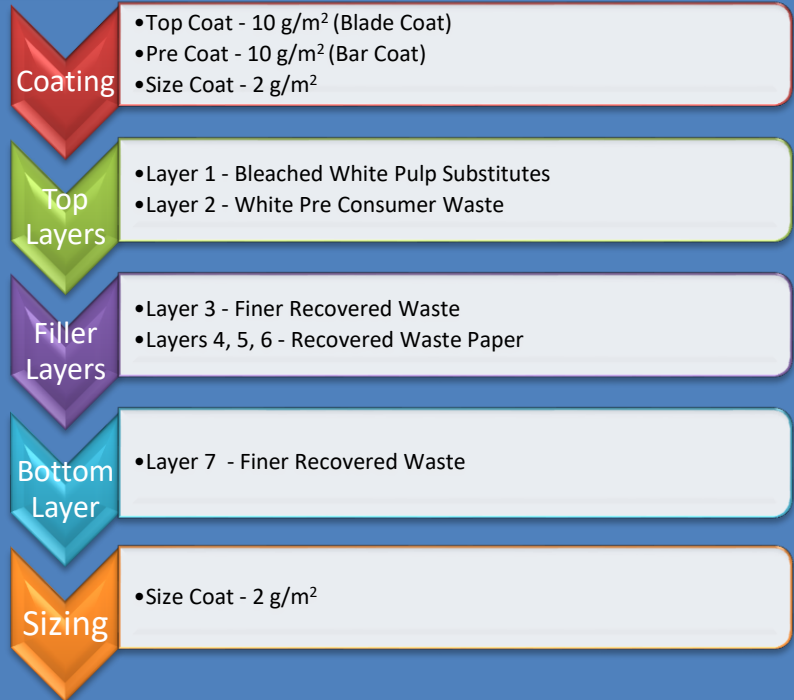 Coating
•Top Coat - 10 g/m² (Blade Coat)
•Pre Coat - 10 g/m² (Bar Coat)
•Size Coat - 2 g/m²
Top
Layers
•Layer 1 - Bleached White Pulp Substitutes
•Layer 2 - White Pre Consumer Waste
Filler
Layers
•Layer 3 - Finer Recovered Waste
•Layers 4, 5, 6 - Recovered Waste Paper
Bottom
Layer
•Layer 7  - Finer Recovered Waste
Sizing
•Size Coat - 2 g/m²